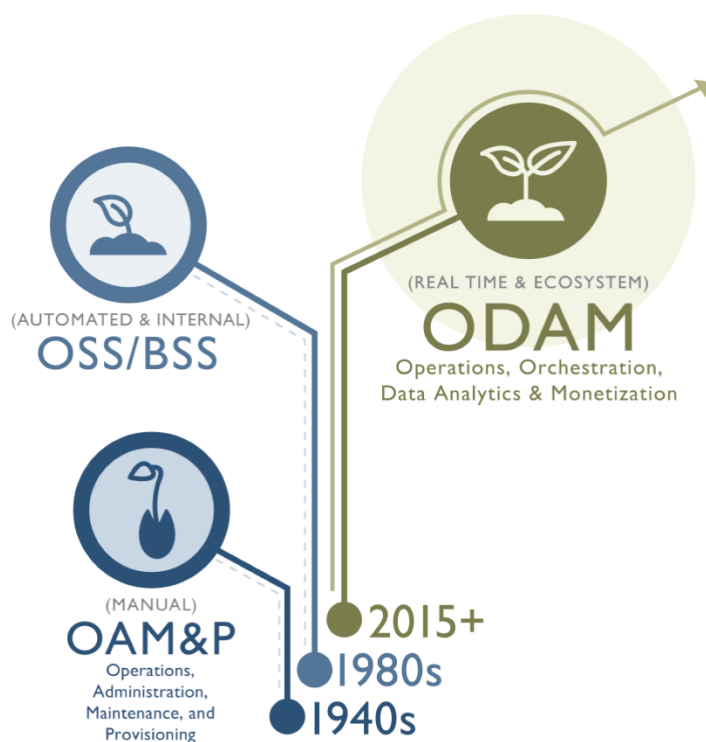 (REAL TIME & ECOSYSTEM)
ODAM
Operations, Orchestration,
Data Analytics & Monetization
(AUTOMATED & INTERNAL)
OSS/BSS
(MANUAL)
OAM&P
Operations,
Administration,
Maintenance, and
Provisioning
2015+
1980s
1940s